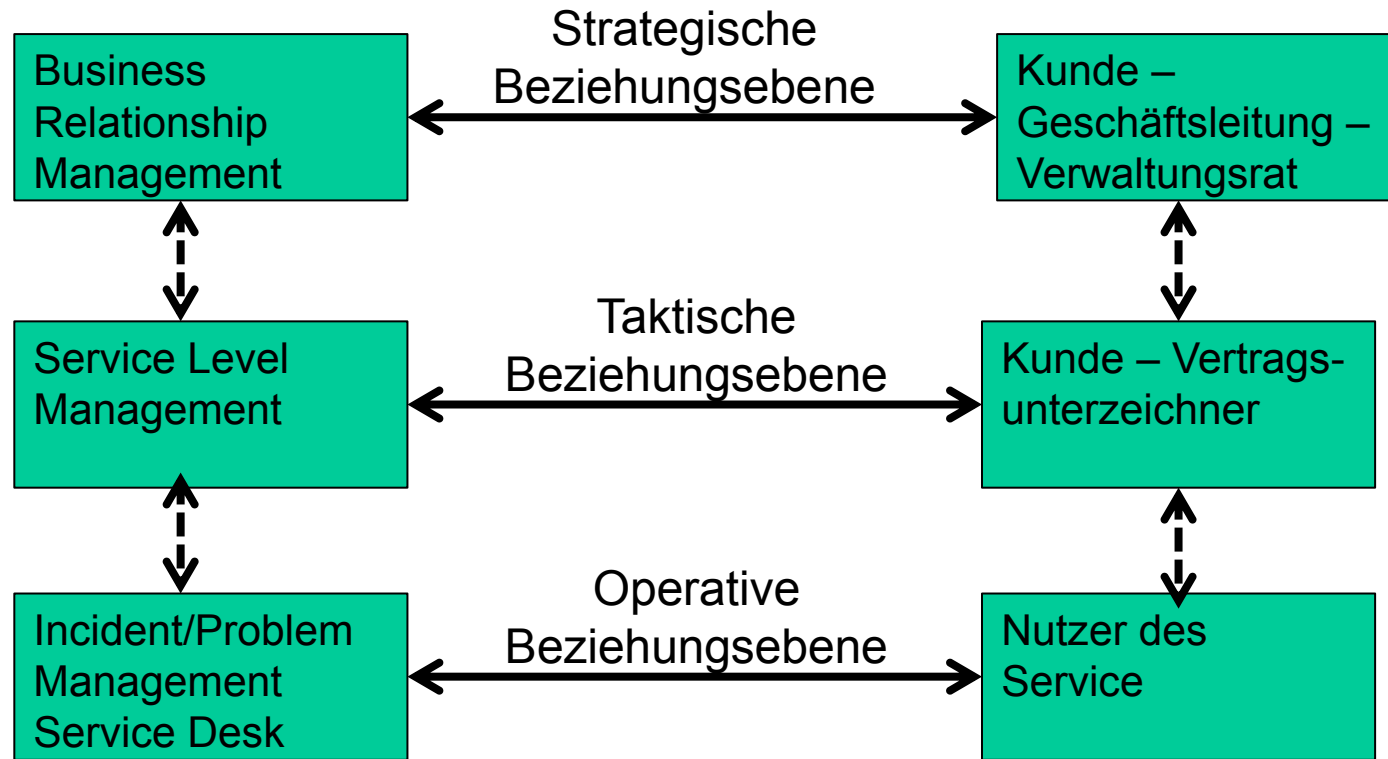 Business
Relationship
Management
Strategische
Beziehungsebene
Kunde –
Geschäftsleitung –
Verwaltungsrat
Service Level
Management
Taktische
Beziehungsebene
Kunde – Vertrags-
unterzeichner
Incident/Problem
Management
Service Desk
Operative
Beziehungsebene
Nutzer des
Service